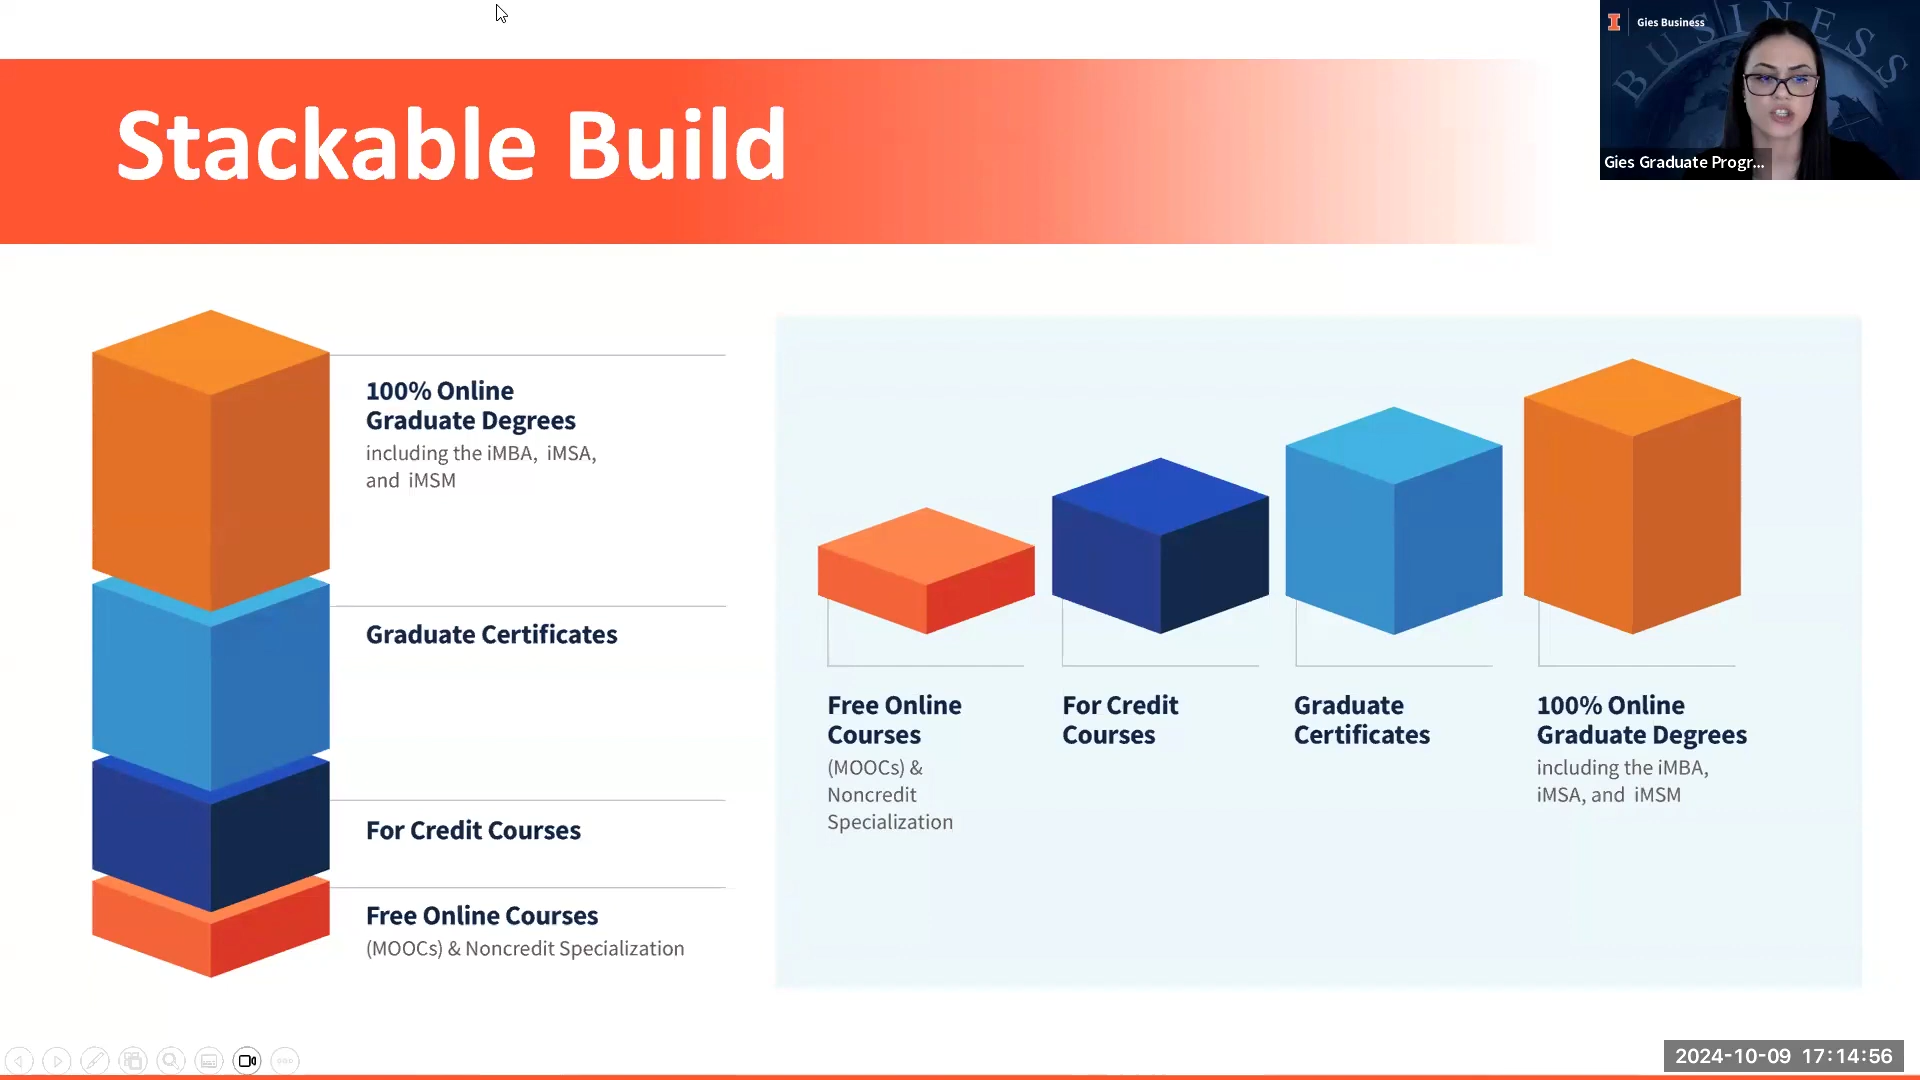 Stackable Build
Gies Business
BUSINESS
Gies Graduate Progr...
100% Online
Graduate Degrees
including the iMBA, iMSA,
and iMSM
Graduate Certificates
For Credit Courses
Free Online Courses
(MOOCs) & Noncredit Specialization
Free Online
Courses
(MOOCs) &
Noncredit
Specialization
For Credit
Courses
Graduate
Certificates
100% Online
Graduate Degrees
including the iMBA,
iMSA, and iMSM
2024-10-09 17:14:56